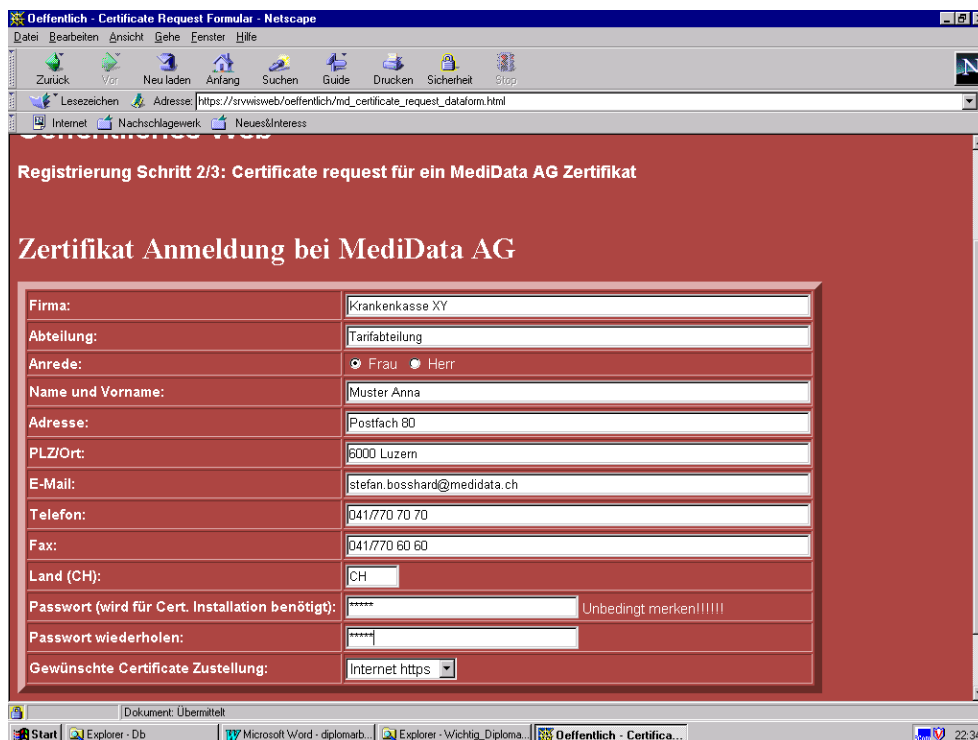 Oeffentlich - Certificate Request Formular - Netscape
Datei Bearbeiten Ansicht Gehe Fenster Hilfe
Zurück Vor Neu laden Anfang Suchen Guide Drucken Sicherheit Stop
Lesezeichen Adresse: https://srvwisweb/oeffentlich/md_certificate_request_dataform.html
Internet Nachschlagewerk Neues&Interess
Oeffentliches Web
Registrierung Schritt 2/3: Certificate request für ein MediData AG Zertifikat
Zertifikat Anmeldung bei MediData AG
Firma: Krankenkasse XY
Abteilung: Tarifabteilung
Anrede: Frau Herr
Name und Vorname: Muster Anna
Adresse: Postfach 80
PLZ/Ort: 6000 Luzern
E-Mail: stefan.bosshard@medidata.ch
Telefon: 041/770 70 70
Fax: 041/770 60 60
Land (CH): CH
Passwort (wird für Cert. Installation benötigt): ***** Unbedingt merken!!!!!!
Passwort wiederholen: *****
Gewünschte Certificate Zustellung: Internet https
Dokument: Übermittelt
Start Explorer - Db Microsoft Word - diplomarb... Explorer - Wichtig_Diploma... Oeffentlich - Certifica...